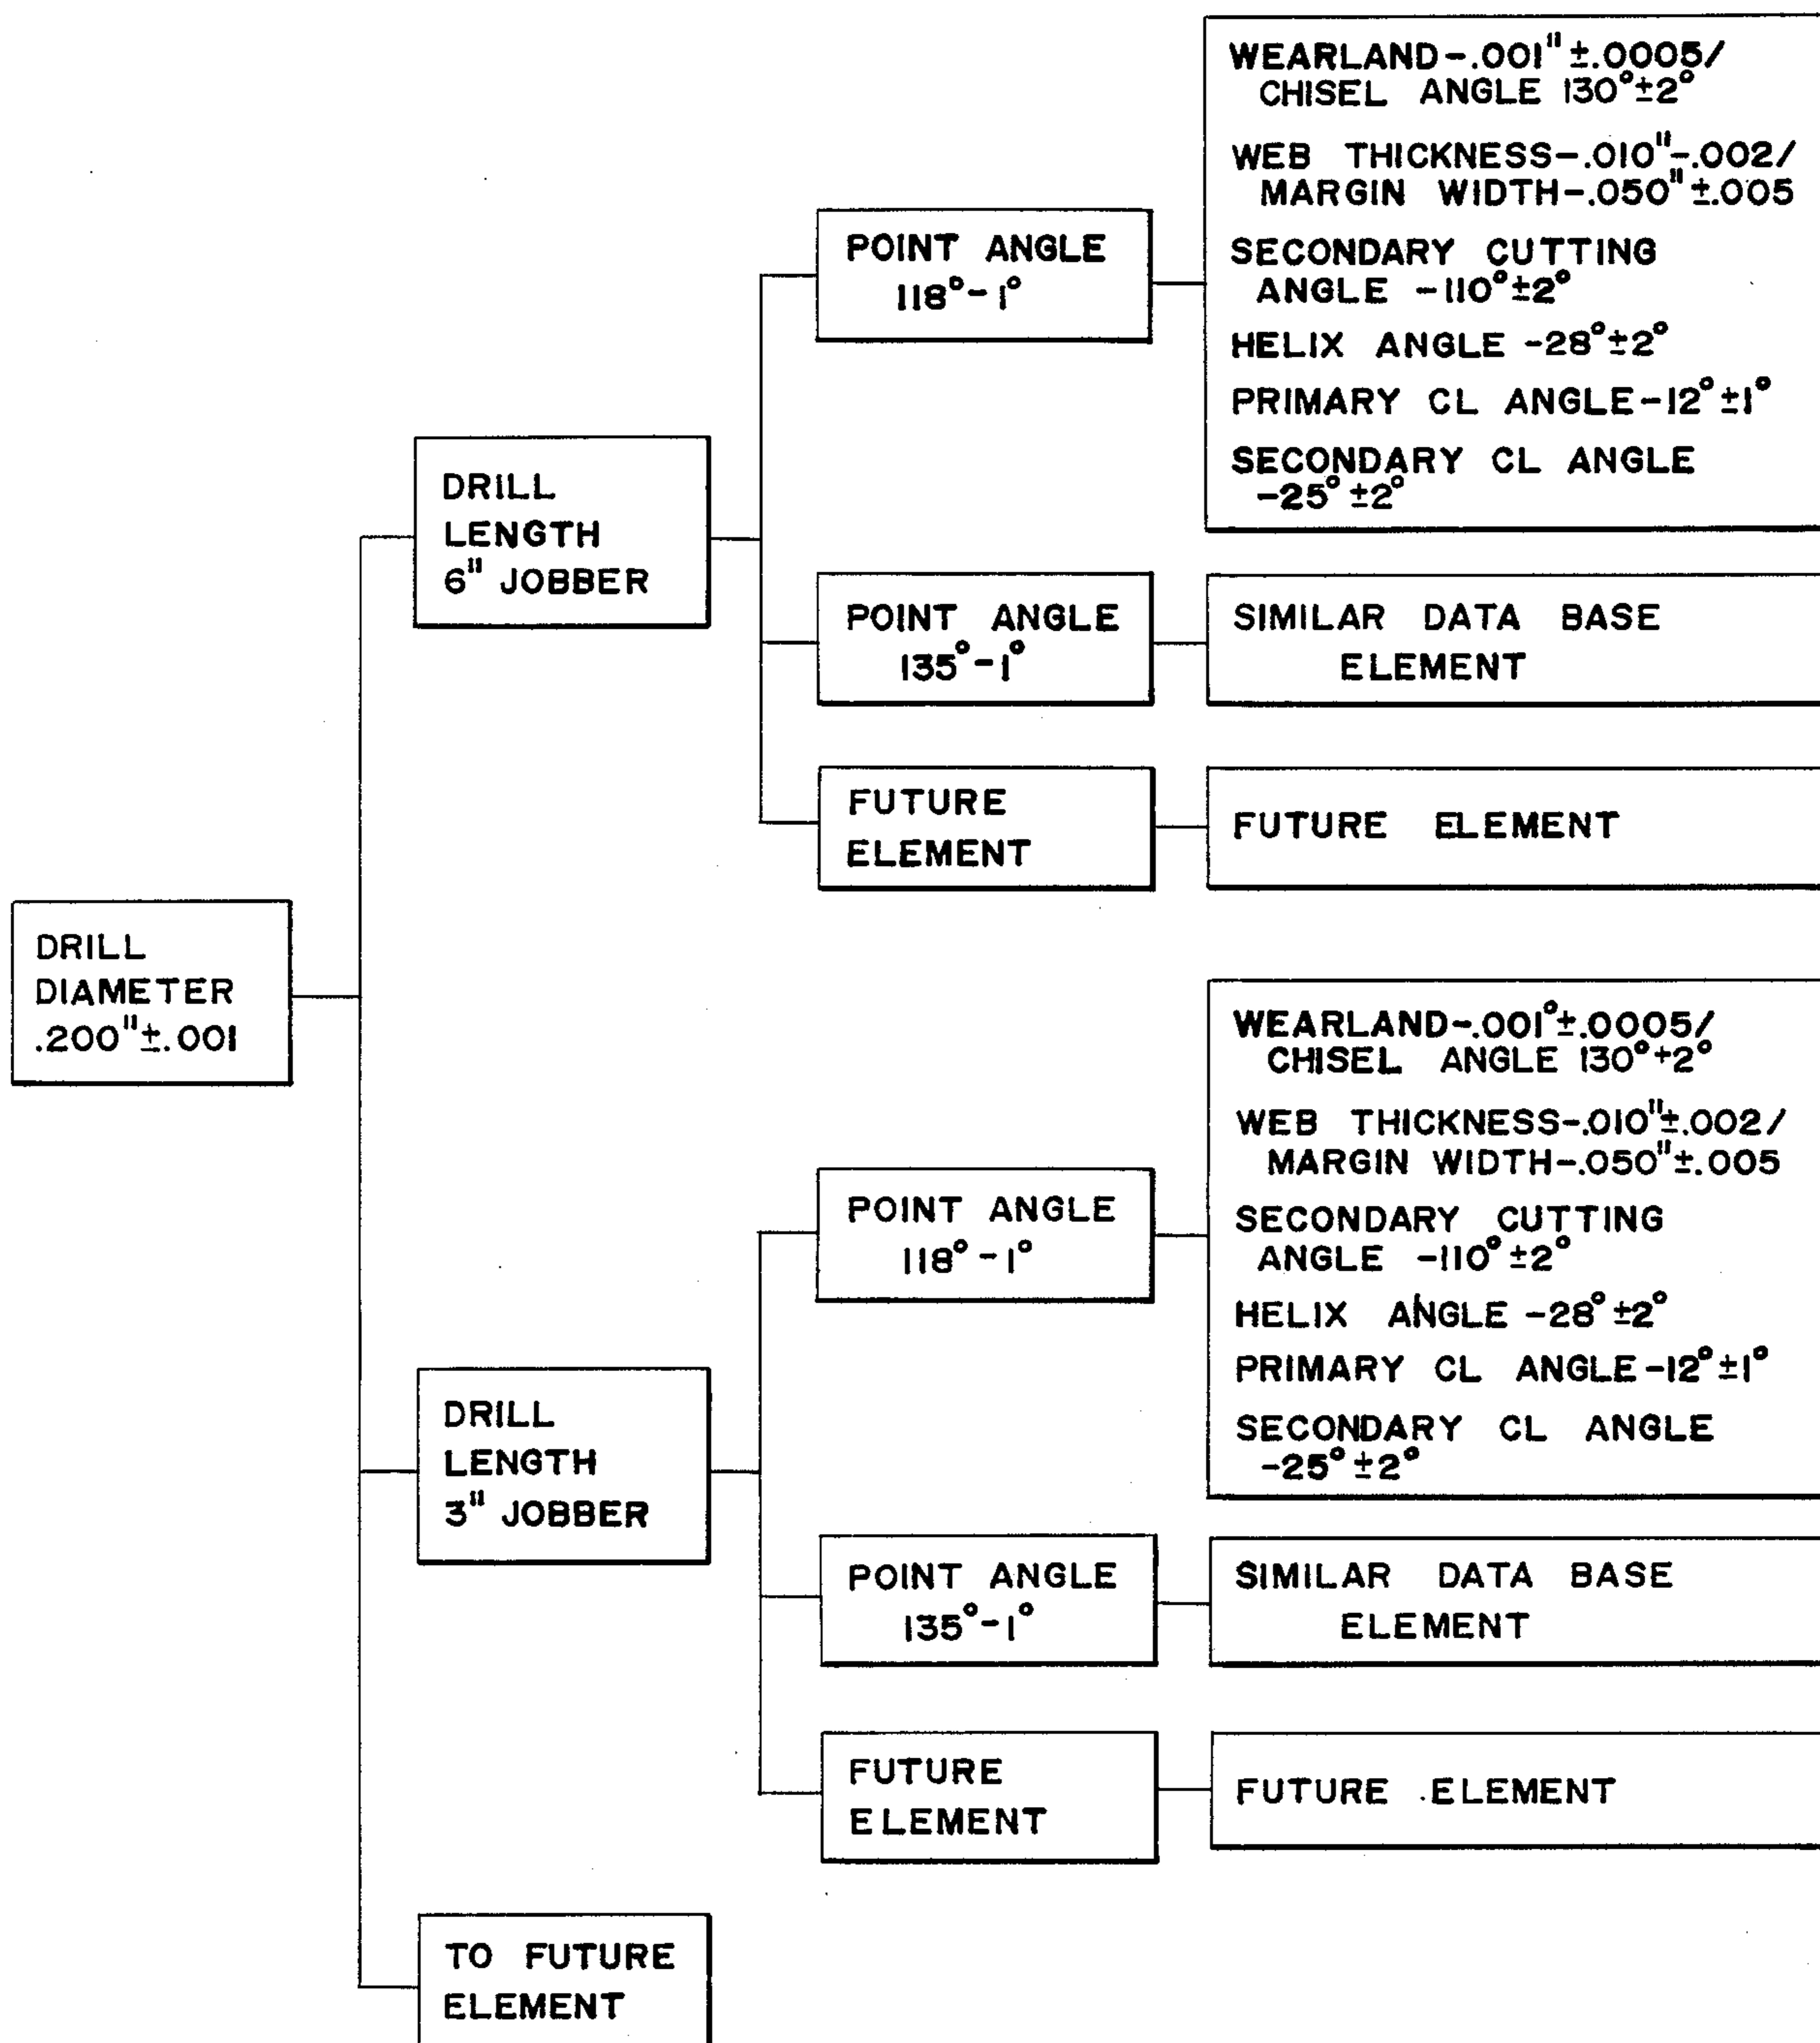 WEARLAND-.001"±.0005/
CHISEL ANGLE 130°±2°
WEB THICKNESS-.010"-.002/
MARGIN WIDTH-.050"±.005
SECONDARY CUTTING
ANGLE -110°±2°
HELIX ANGLE -28°±2°
PRIMARY CL ANGLE-12°±1°
SECONDARY CL ANGLE
-25°±2°
POINT ANGLE
118°-1°
DRILL
LENGTH
6" JOBBER
POINT ANGLE
135°-1°
SIMILAR DATA BASE
ELEMENT
FUTURE
ELEMENT
FUTURE ELEMENT
DRILL
DIAMETER
.200"±.001
WEARLAND-.001°±.0005/
CHISEL ANGLE 130°+2°
WEB THICKNESS-.010"±.002/
MARGIN WIDTH-.050"±.005
SECONDARY CUTTING
ANGLE -110°±2°
HELIX ANGLE -28°±2°
PRIMARY CL ANGLE-12°±1°
SECONDARY CL ANGLE
-25°±2°
POINT ANGLE
118°-1°
DRILL
LENGTH
3" JOBBER
POINT ANGLE
135°-1°
SIMILAR DATA BASE
ELEMENT
FUTURE
ELEMENT
FUTURE ELEMENT
TO FUTURE
ELEMENT